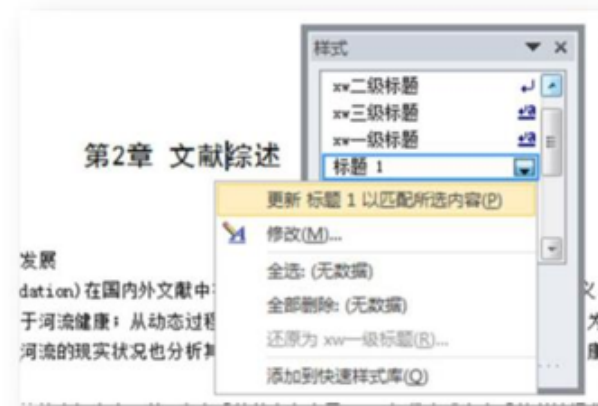 样式
xw二级标题
xw三级标题
xw一级标题
标题 1
第2章 文献综述
更新 标题 1 以匹配所选内容(P)
修改(M)...
全选: (无数据)
全部删除: (无数据)
还原为 xw一级标题(R)...
添加到快速样式库(Q)
发展
dation)在国内外文献中
于河流健康；从动态过程
河流的现实状况也分析其